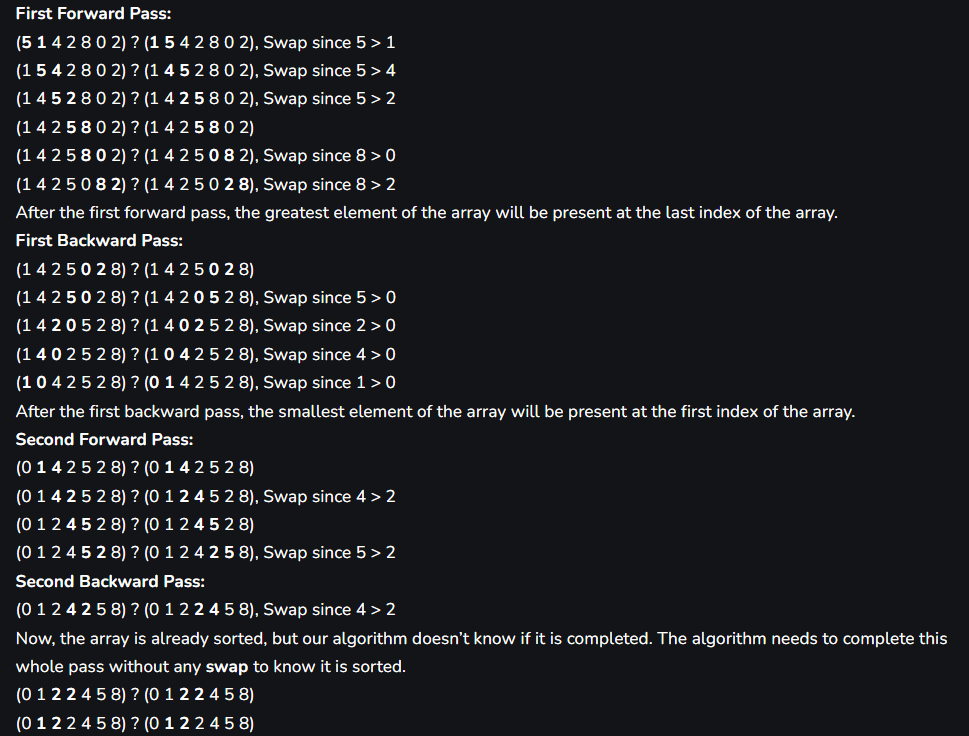 First Forward Pass:
(5 1 4 2 8 0 2) ? (1 5 4 2 8 0 2), Swap since 5 > 1
(1 5 4 2 8 0 2) ? (1 4 5 2 8 0 2), Swap since 5 > 4
(1 4 5 2 8 0 2) ? (1 4 2 5 8 0 2), Swap since 5 > 2
(1 4 2 5 8 0 2) ? (1 4 2 5 8 0 2)
(1 4 2 5 8 0 2) ? (1 4 2 5 0 8 2), Swap since 8 > 0
(1 4 2 5 0 8 2) ? (1 4 2 5 0 2 8), Swap since 8 > 2
After the first forward pass, the greatest element of the array will be present at the last index of the array.
First Backward Pass:
(1 4 2 5 0 2 8) ? (1 4 2 5 0 2 8)
(1 4 2 5 0 2 8) ? (1 4 2 0 5 2 8), Swap since 5 > 0
(1 4 2 0 5 2 8) ? (1 4 0 2 5 2 8), Swap since 2 > 0
(1 4 0 2 5 2 8) ? (1 0 4 2 5 2 8), Swap since 4 > 0
(1 0 4 2 5 2 8) ? (0 1 4 2 5 2 8), Swap since 1 > 0
After the first backward pass, the smallest element of the array will be present at the first index of the array.
Second Forward Pass:
(0 1 4 2 5 2 8) ? (0 1 4 2 5 2 8)
(0 1 4 2 5 2 8) ? (0 1 2 4 5 2 8), Swap since 4 > 2
(0 1 2 4 5 2 8) ? (0 1 2 4 5 2 8)
(0 1 2 4 5 2 8) ? (0 1 2 4 2 5 8), Swap since 5 > 2
Second Backward Pass:
(0 1 2 4 2 5 8) ? (0 1 2 2 4 5 8), Swap since 4 > 2
Now, the array is already sorted, but our algorithm doesn’t know if it is completed. The algorithm needs to complete this
whole pass without any swap to know it is sorted.
(0 1 2 2 4 5 8) ? (0 1 2 2 4 5 8)
(0 1 2 2 4 5 8) ? (0 1 2 2 4 5 8)